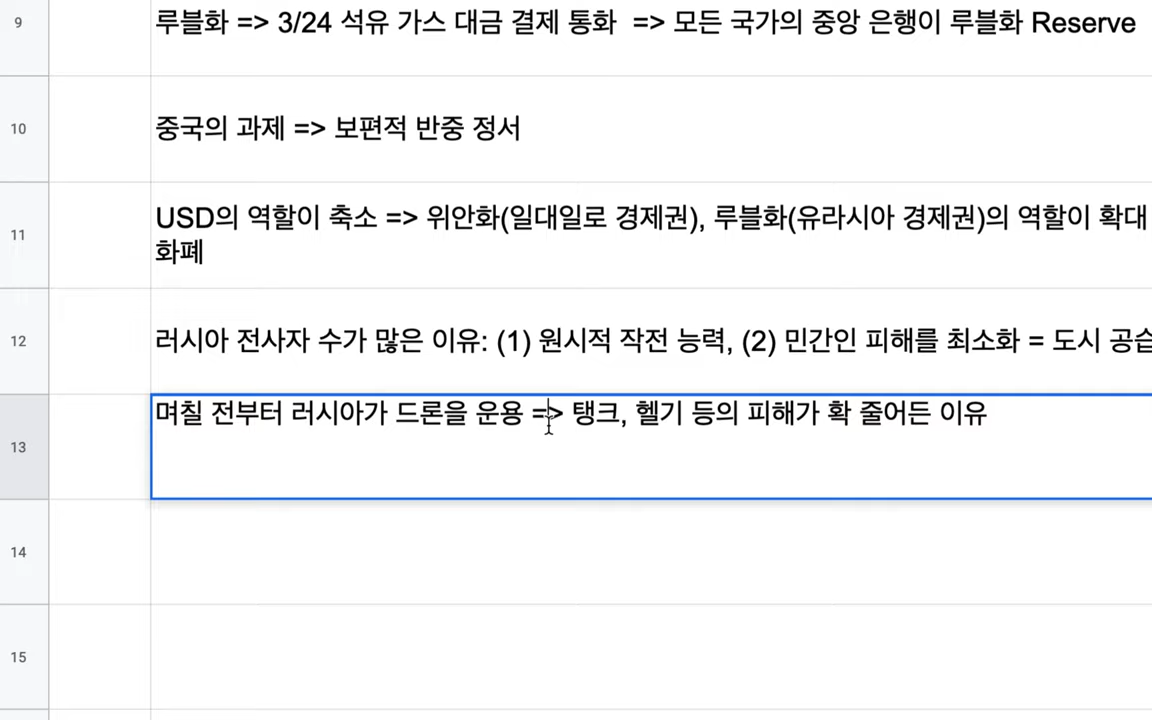 9
루블화 => 3/24 석유 가스 대금 결제 통화  => 모든 국가의 중앙 은행이 루블화 Reserve
10
중국의 과제 => 보편적 반중 정서
11
USD의 역할이 축소 => 위안화(일대일로 경제권), 루블화(유라시아 경제권)의 역할이 확대
화폐
12
러시아 전사자 수가 많은 이유: (1) 원시적 작전 능력, (2) 민간인 피해를 최소화 = 도시 공습
13
며칠 전부터 러시아가 드론을 운용 => 탱크, 헬기 등의 피해가 확 줄어든 이유
14
15